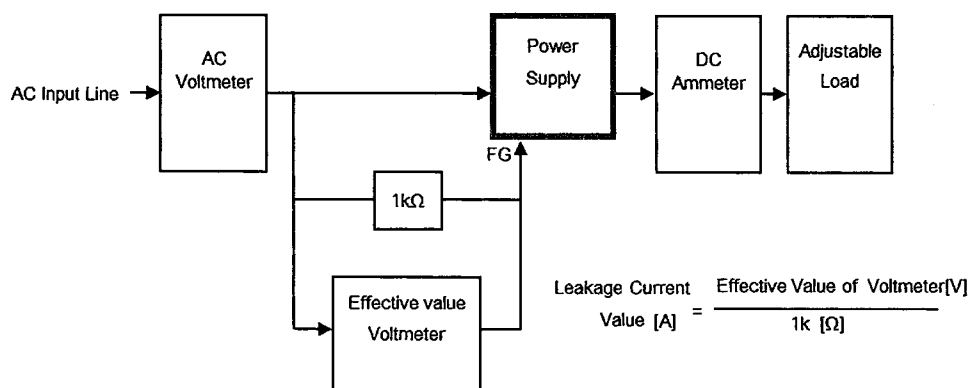 AC Input Line
AC
Voltmeter
Power
Supply
DC
Ammeter
Adjustable
Load
FG
1kΩ
Effective value
Voltmeter
Leakage Current
Value [A]
=
Effective Value of Voltmeter[V]
1k [Ω]